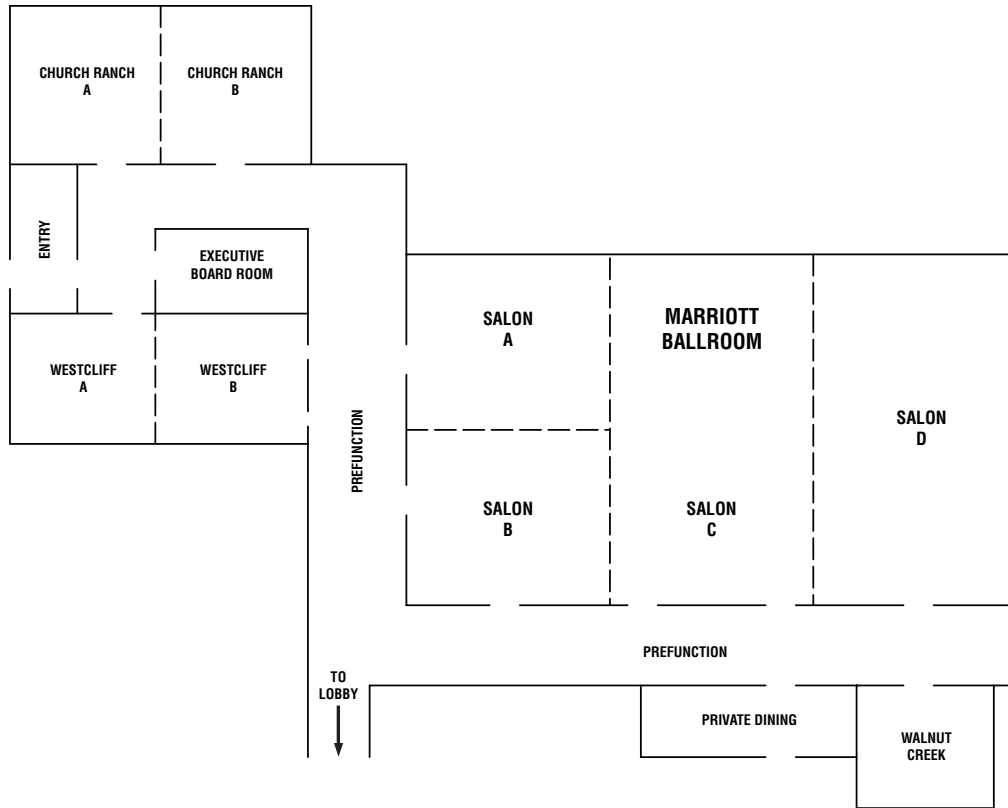 CHURCH RANCH
A
CHURCH RANCH
B
ENTRY
EXECUTIVE
BOARD ROOM
WESTCLIFF
A
WESTCLIFF
B
PREFUNCTION
SALON
A
MARRIOTT
BALLROOM
SALON
B
SALON
C
SALON
D
PREFUNCTION
TO
LOBBY
PRIVATE DINING
WALNUT
CREEK